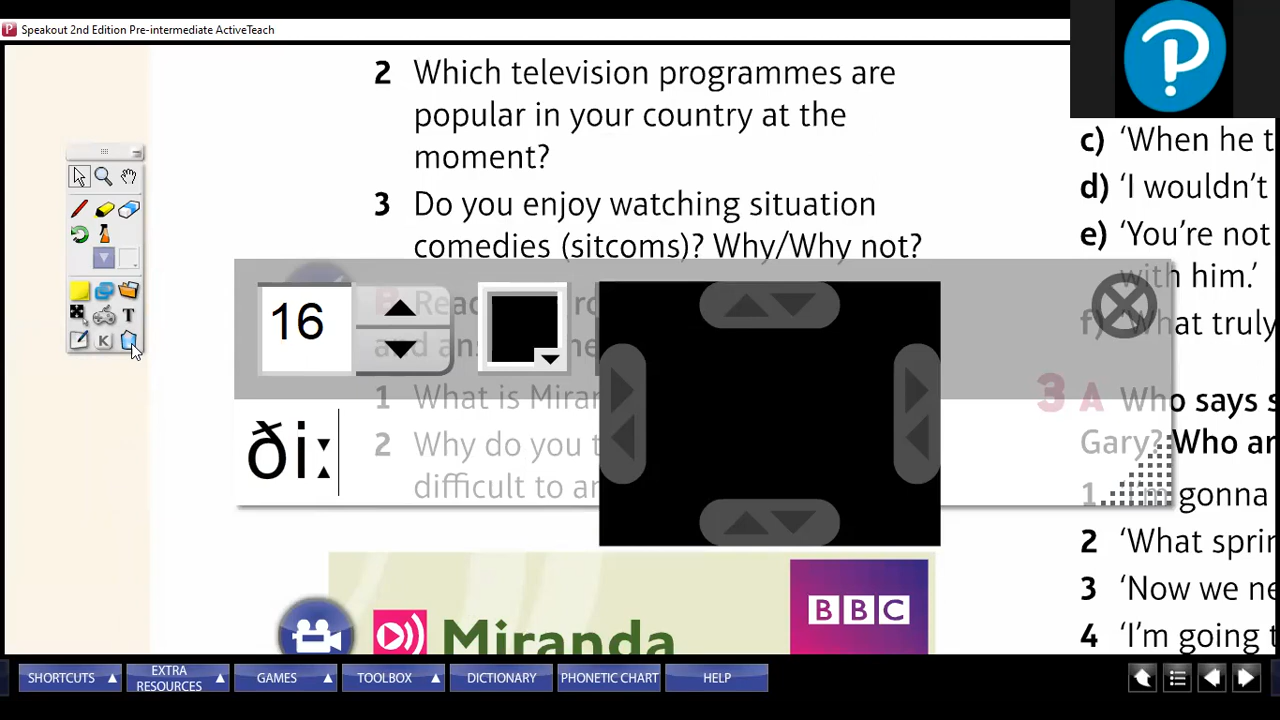 Speakout 2nd Edition Pre-intermediate ActiveTeach
2 Which television programmes are
popular in your country at the
moment?
3 Do you enjoy watching situation
comedies (sitcoms)? Why/Why not?
16
ði:
1 What is Miran
2 Why do you t
difficult to an
Miranda
BBC
c) 'When he t
d) 'I wouldn't
e) 'You're not
with him.'
f) 'What truly
3 A Who says s
Gary? Who ar
1 'I'm gonna
2 'What sprin
3 'Now we ne
4 'I'm going t
T
K
SHORTCUTS
EXTRA
RESOURCES
GAMES
TOOLBOX
DICTIONARY
PHONETIC CHART
HELP